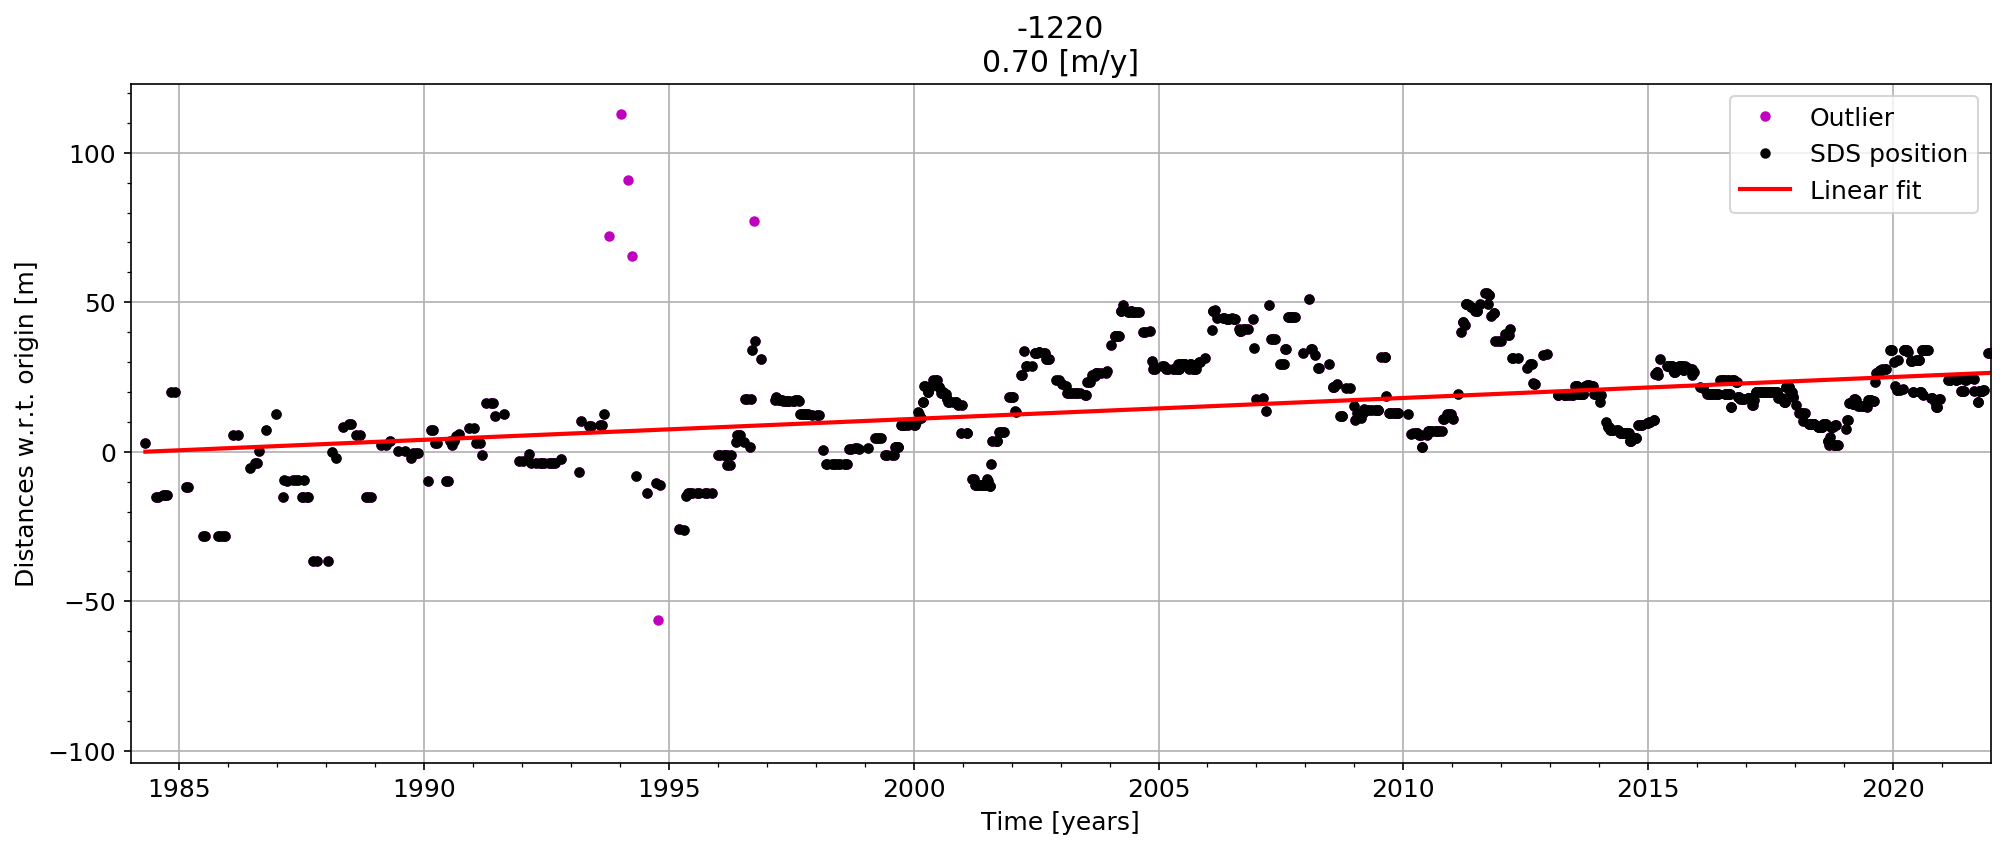 -1220
0.70 [m/y]
Outlier
SDS position
Linear fit
Distances w.r.t. origin [m]
100
50
0
−50
−100
1985 1990 1995 2000 2005 2010 2015 2020
Time [years]